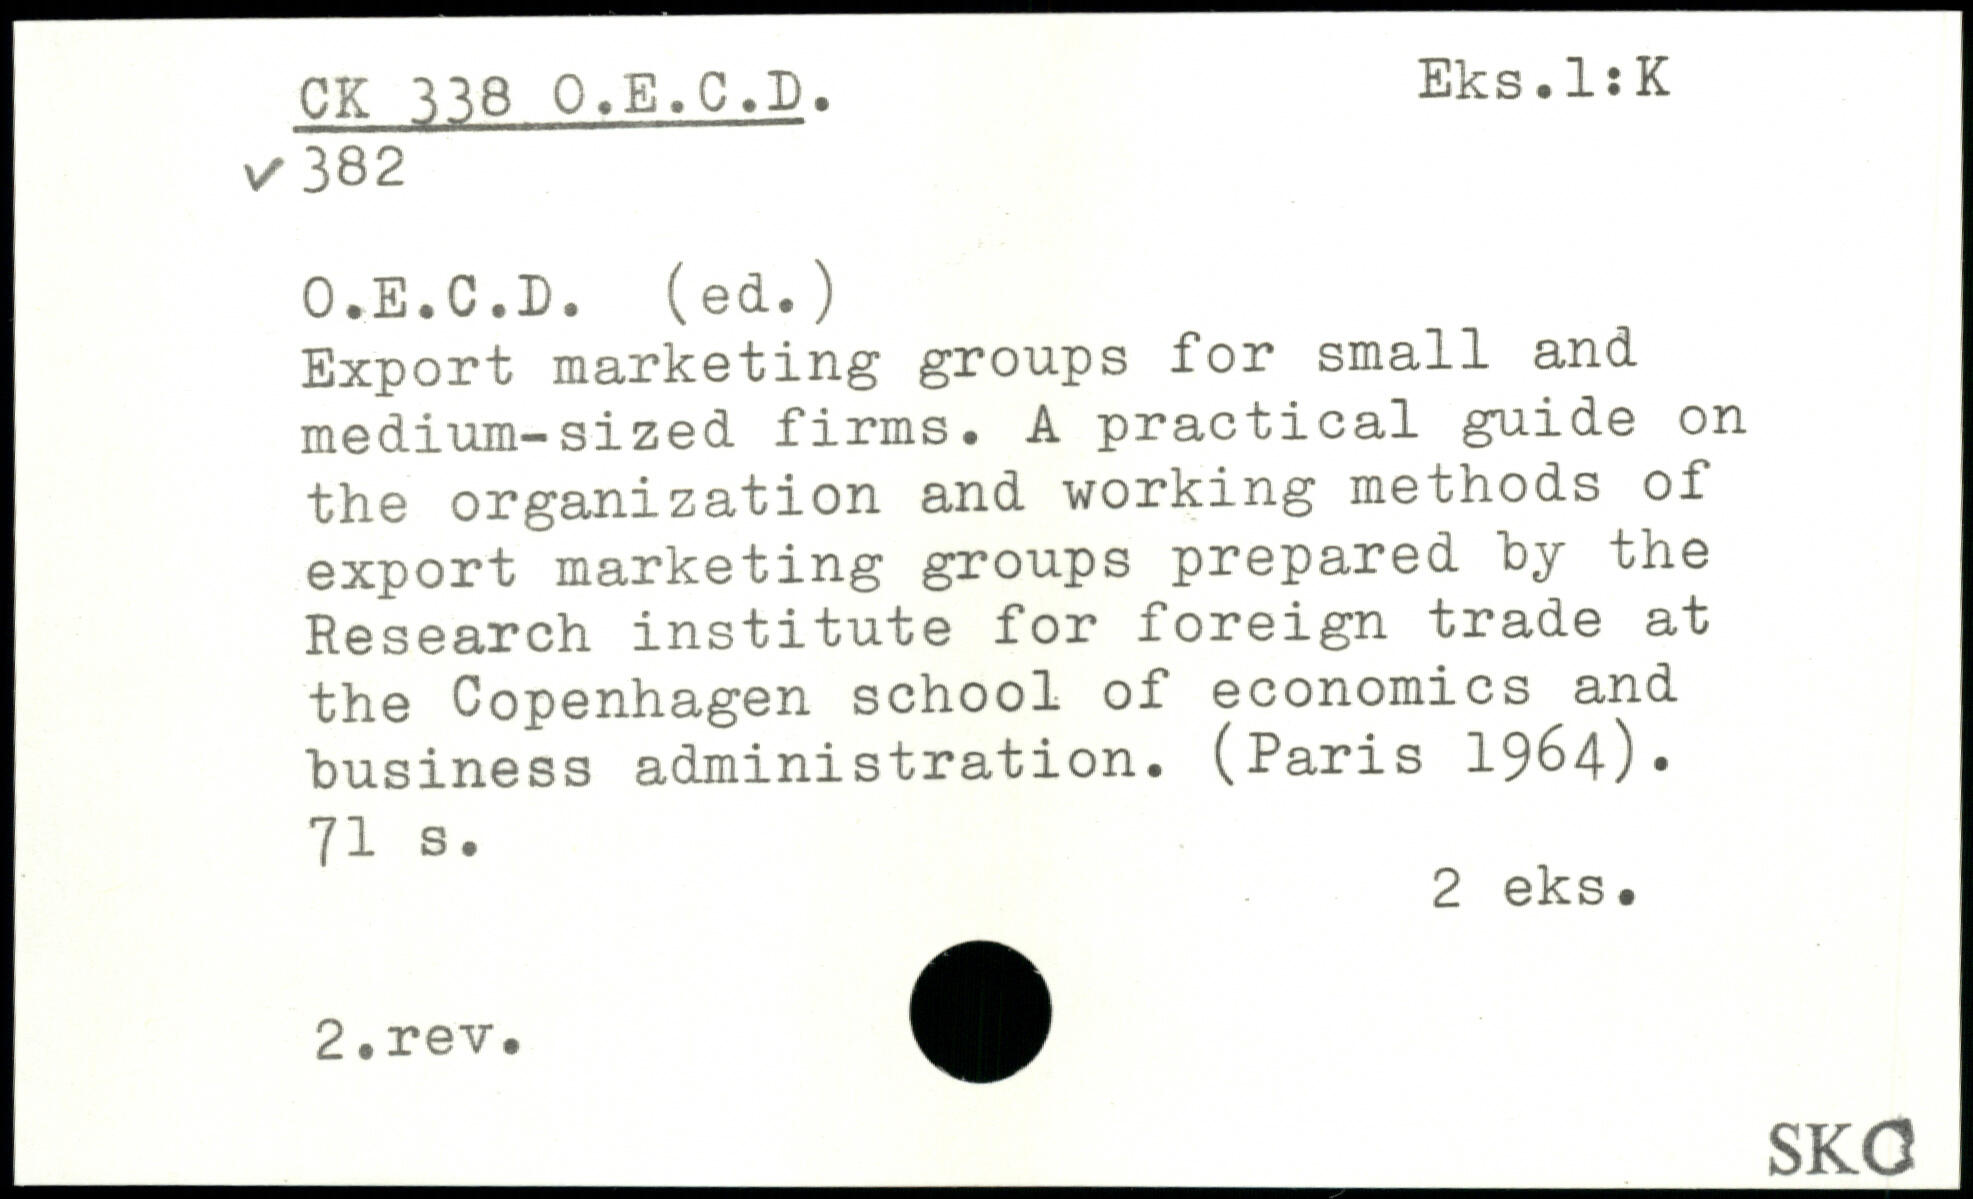 CK 338 O.E.C.D.
Eks.1:K
✓ 382
O.E.C.D. (ed.)
Export marketing groups for small and
medium-sized firms. A practical guide on
the organization and working methods of
export marketing groups prepared by the
Research institute for foreign trade at
the Copenhagen school of economics and
business administration. (Paris 1964).
71 s.
2 eks.
2.rev.